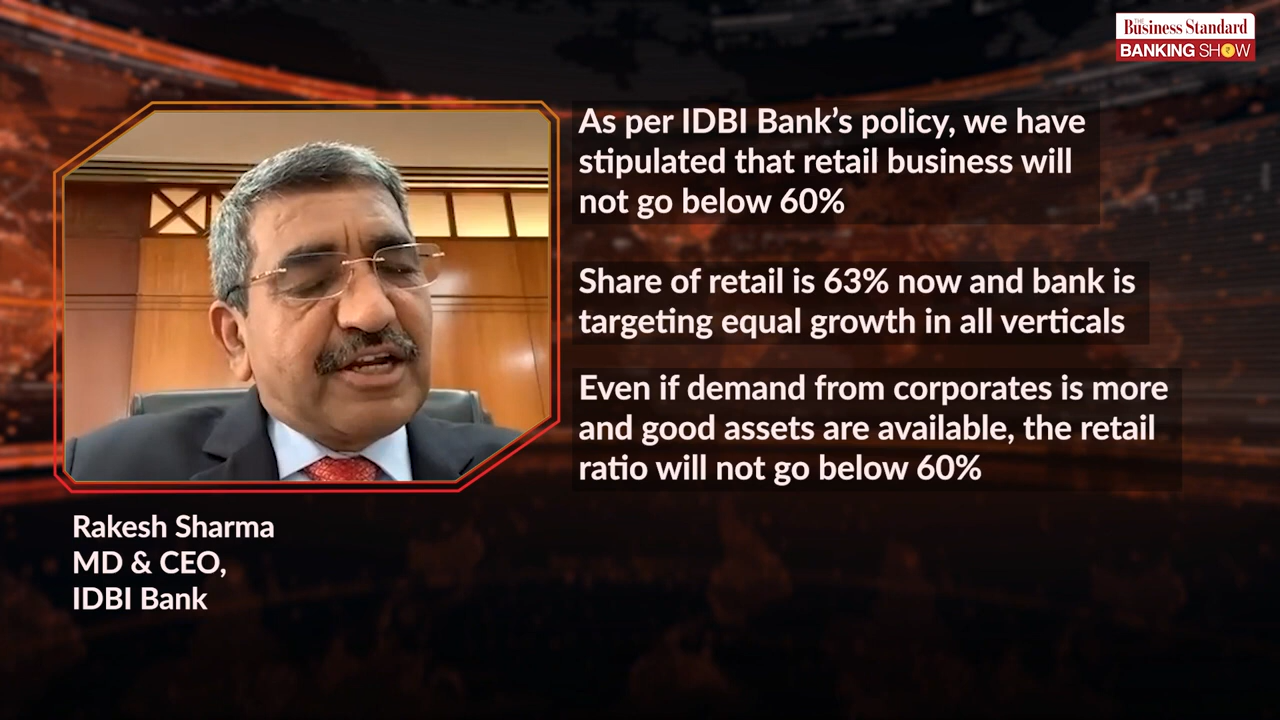 THE
Business Standard
BANKING SHOW
As per IDBI Bank's policy, we have
stipulated that retail business will
not go below 60%
Share of retail is 63% now and bank is
targeting equal growth in all verticals
Even if demand from corporates is more
and good assets are available, the retail
ratio will not go below 60%
Rakesh Sharma
MD & CEO,
IDBI Bank